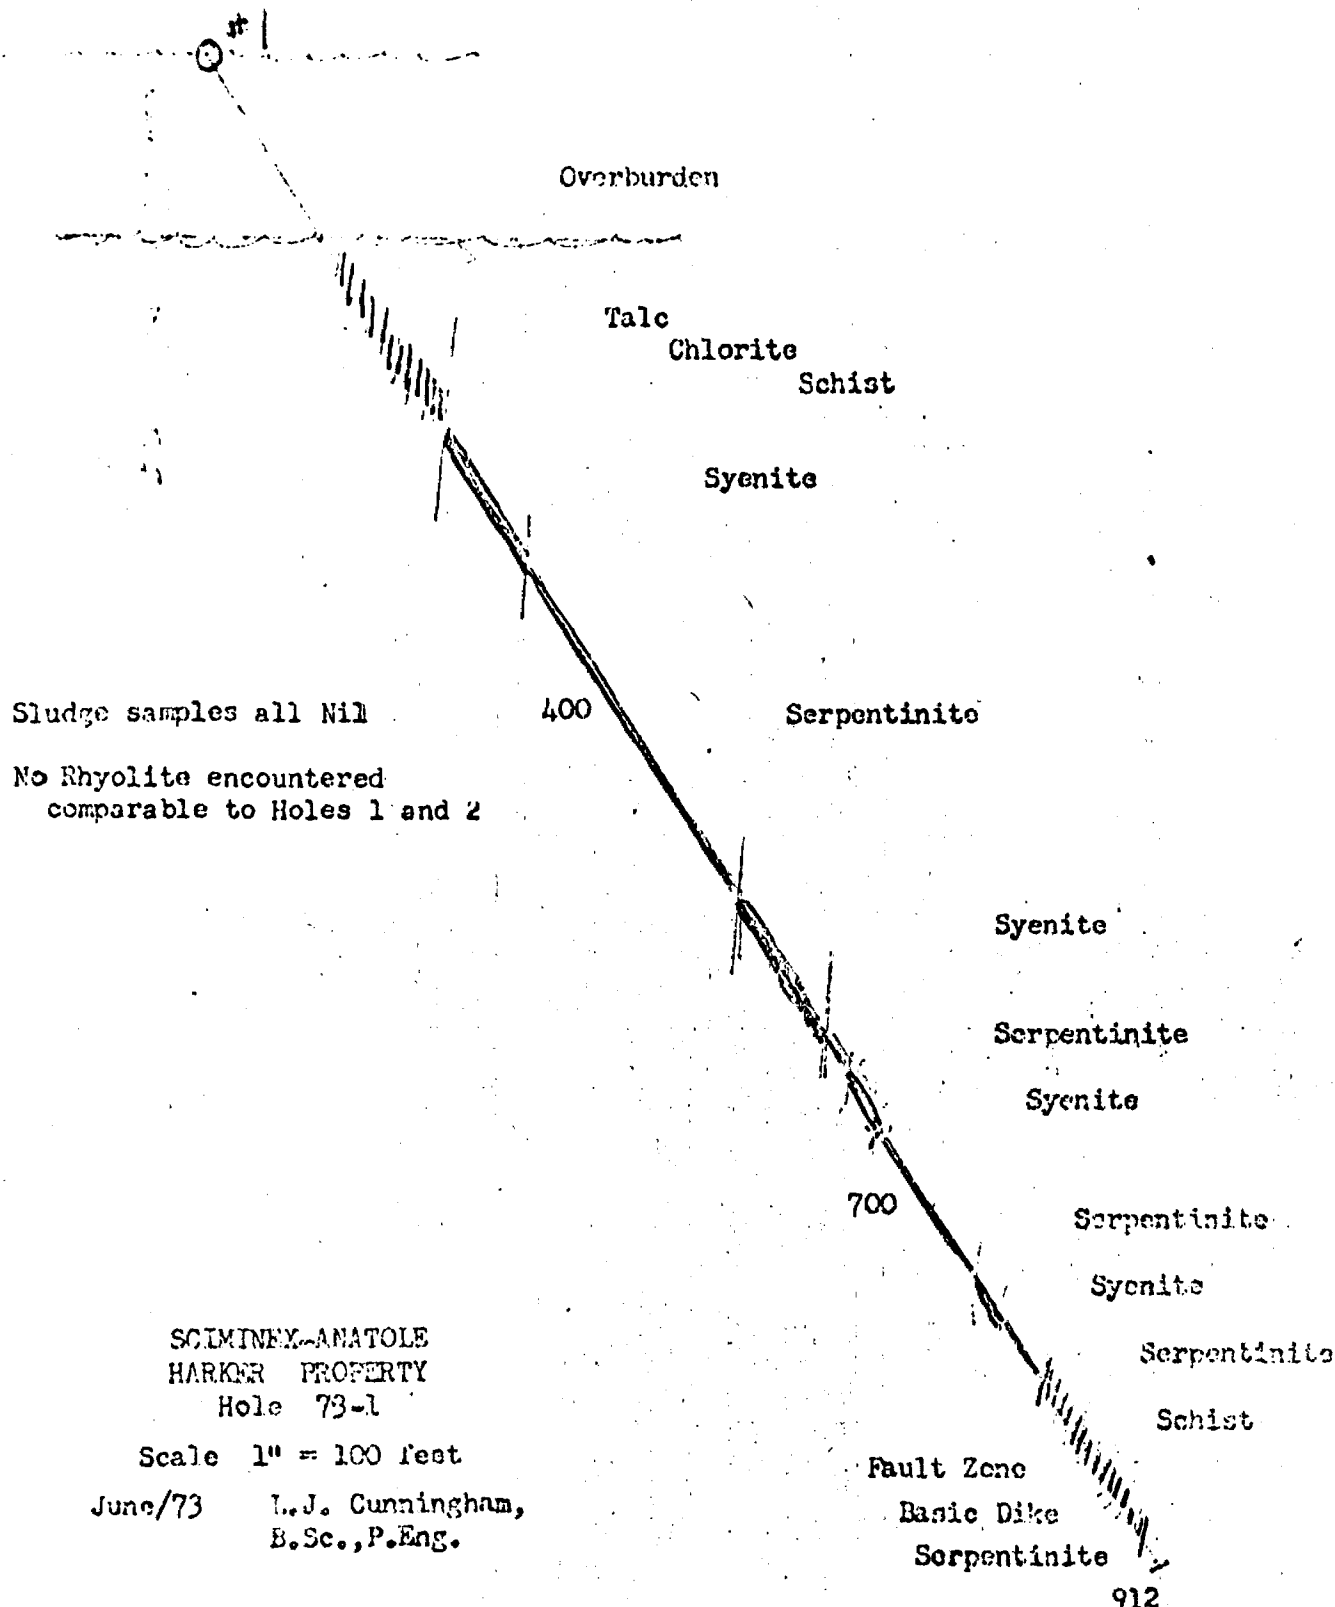 # 1
Overburden
Talc
Chlorite
Schist
Syenite
Sludge samples all Nil
400
Serpentinite
No Rhyolite encountered
comparable to Holes 1 and 2
Syenite
Serpentinite
Syenite
700
Serpentinite
Syenite
Serpentinite
Schist
SCIMINEX-ANATOLE
HARKER PROPERTY
Hole 73-1
Scale 1" = 100 feet
June/73 L.J. Cunningham,
B.Sc.,P.Eng.
Fault Zone
Basic Dike
Serpentinite
912